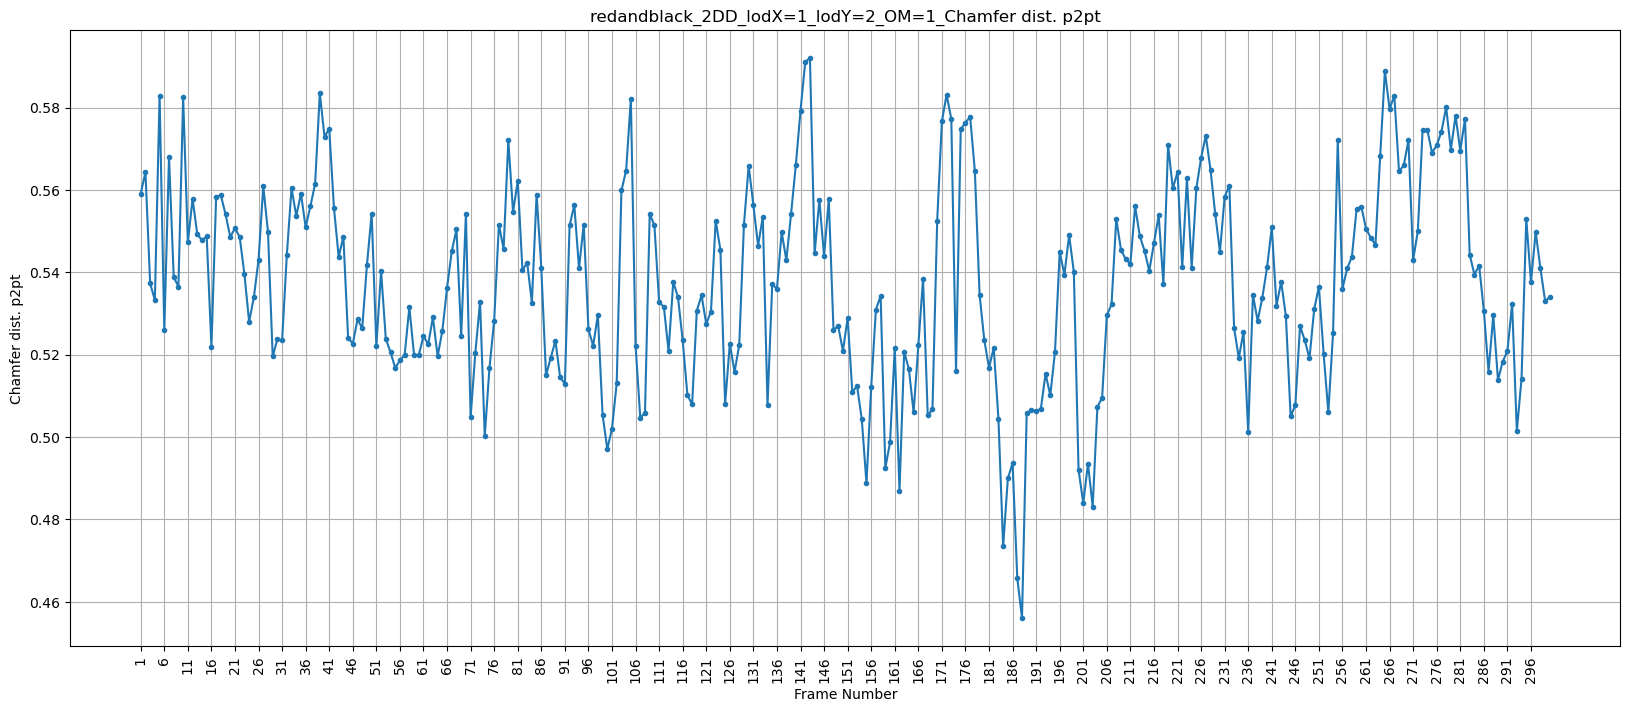 redandblack_2DD_lodX=1_lodY=2_OM=1_Chamfer dist. p2pt
Chamfer dist. p2pt
0.58
0.56
0.54
0.52
0.50
0.48
0.46
1 6 11 16 21 26 31 36 41 46 51 56 61 66 71 76 81 86 91 96 101 106 111 116 121 126 131 136 141 146 151 156 161 166 171 176 181 186 191 196 201 206 211 216 221 226 231 236 241 246 251 256 261 266 271 276 281 286 291 296
Frame Number